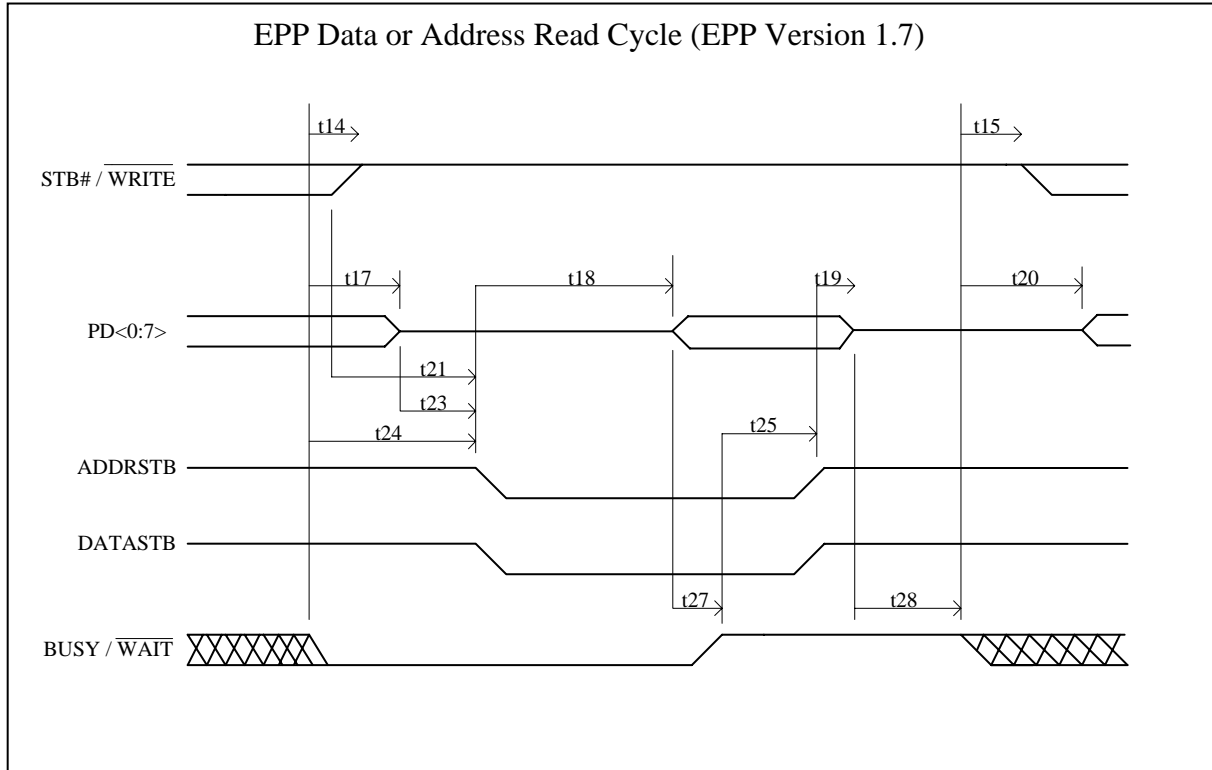 EPP Data or Address Read Cycle (EPP Version 1.7)
t14
t15
STB# / WRITE
t17
t18
t19
t20
PD<0:7>
t21
t23
t24
t25
ADDRSTB
DATASTB
t27
t28
BUSY / WAIT